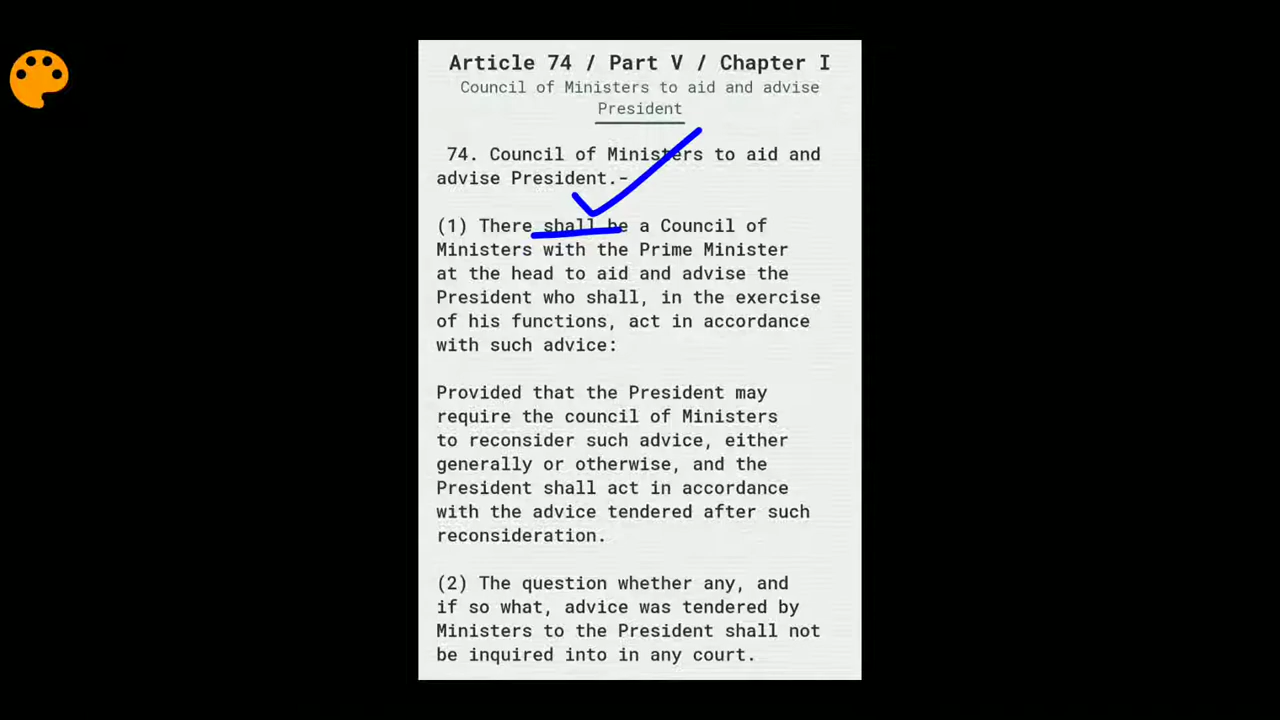 Article 74 / Part V / Chapter I
Council of Ministers to aid and advise
President
74. Council of Ministers to aid and
advise President.-
(1) There shall be a Council of
Ministers with the Prime Minister
at the head to aid and advise the
President who shall, in the exercise
of his functions, act in accordance
with such advice:
Provided that the President may
require the council of Ministers
to reconsider such advice, either
generally or otherwise, and the
President shall act in accordance
with the advice tendered after such
reconsideration.
(2) The question whether any, and
if so what, advice was tendered by
Ministers to the President shall not
be inquired into in any court.